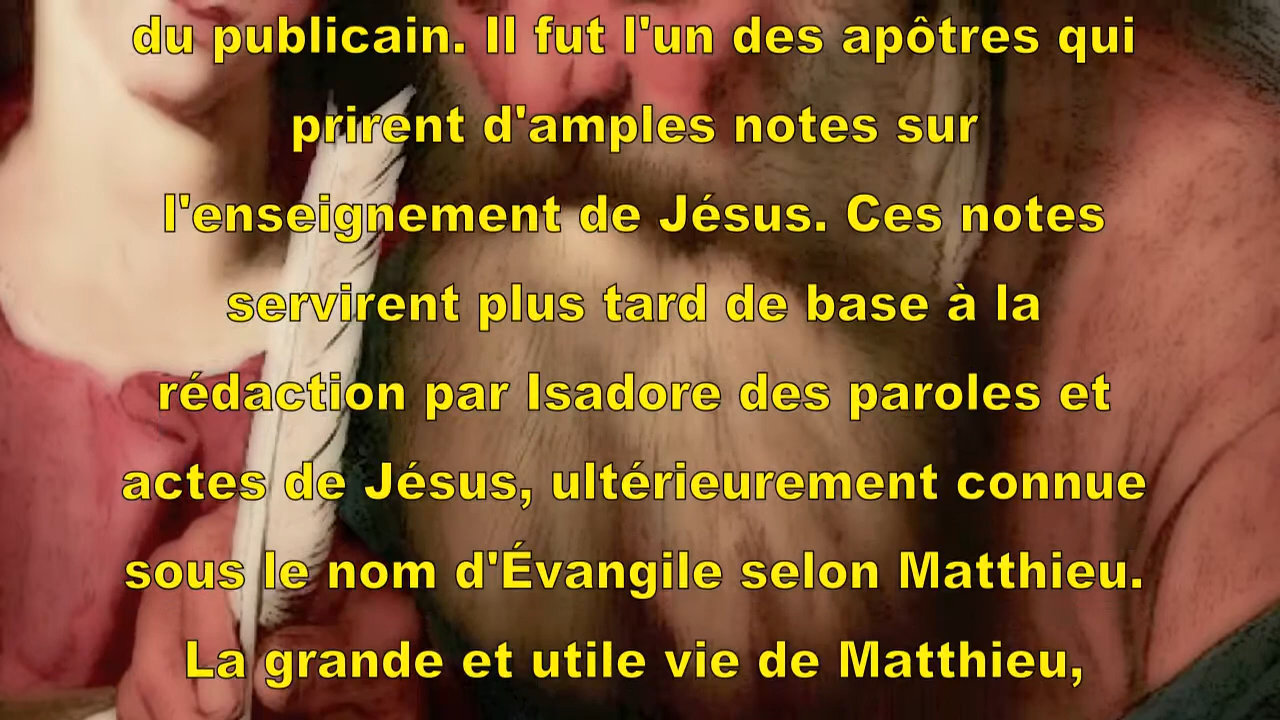 du publicain. Il fut l'un des apôtres qui
prirent d'amples notes sur
l'enseignement de Jésus. Ces notes
servirent plus tard de base à la
rédaction par Isadore des paroles et
actes de Jésus, ultérieurement connue
sous le nom d'Évangile selon Matthieu.
La grande et utile vie de Matthieu,